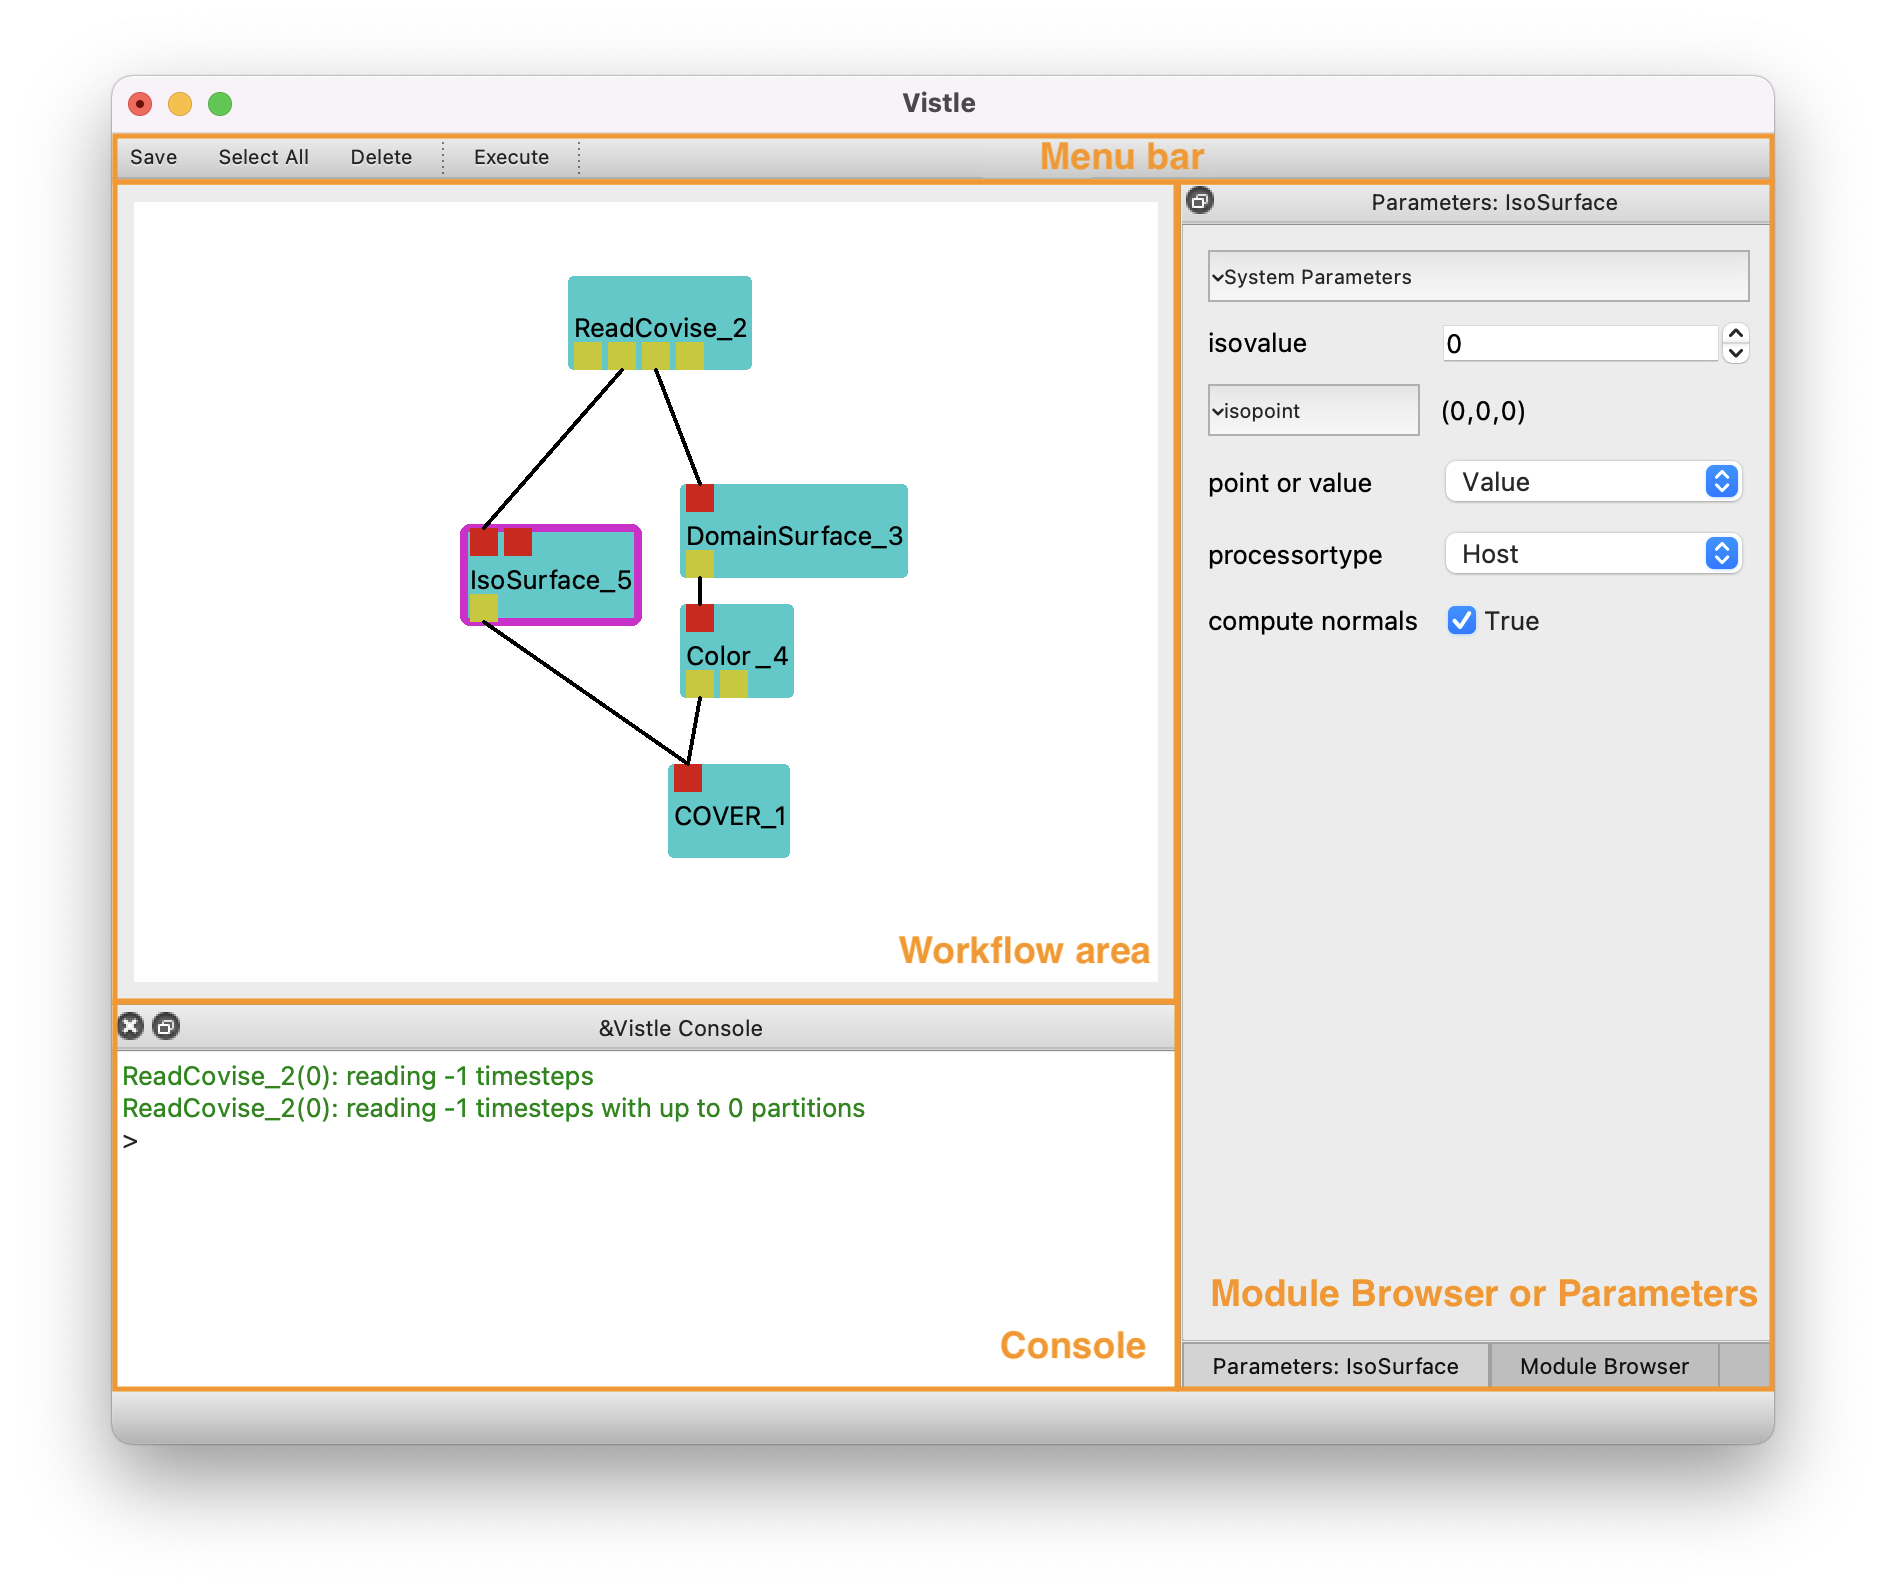 Vistle
Save Select All Delete Execute Menu bar
ReadCovise_2
DomainSurface_3
IsoSurface_5
Color _4
COVER_1
Workflow area
&Vistle Console
ReadCovise_2(0): reading -1 timesteps
ReadCovise_2(0): reading -1 timesteps with up to 0 partitions
>
Console
Parameters: IsoSurface
System Parameters
isovalue 0
isopoint (0,0,0)
point or value Value
processortype Host
compute normals True
Module Browser or Parameters
Parameters: IsoSurface Module Browser